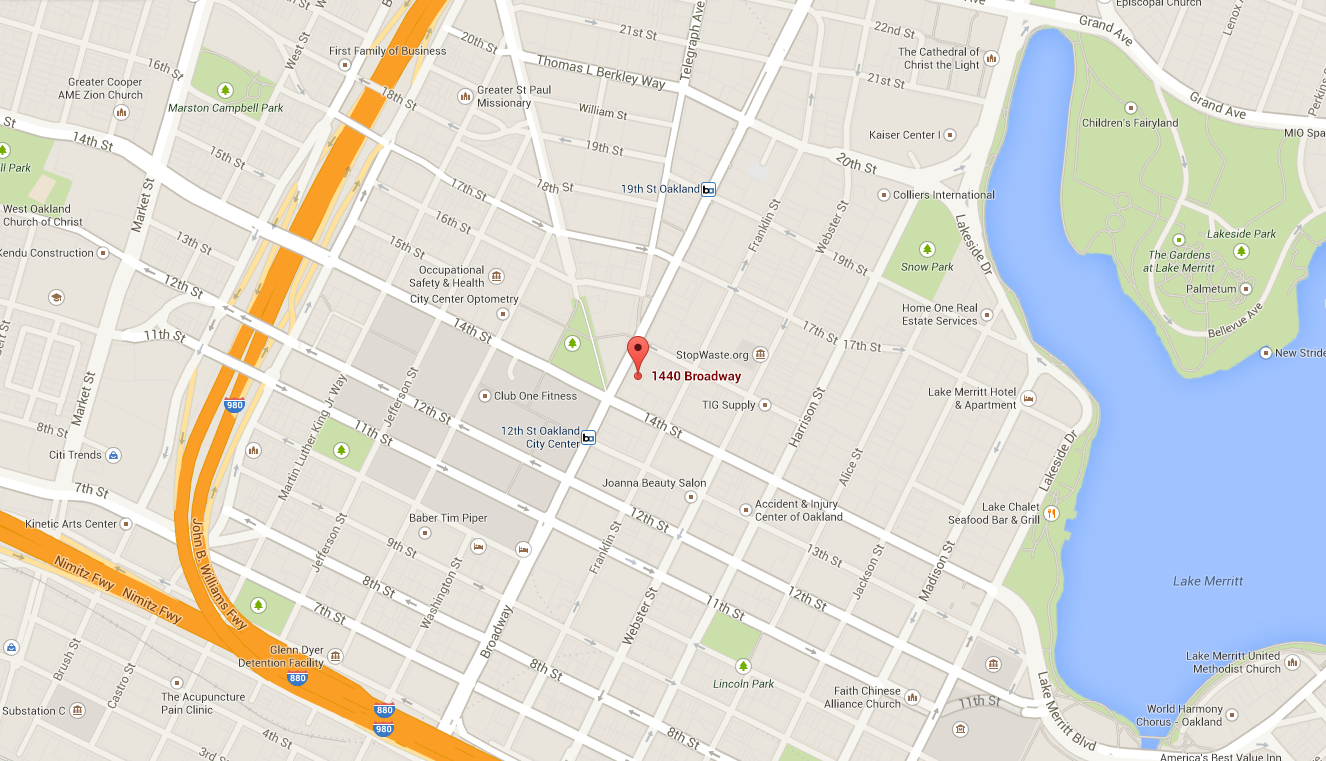 Episcopal Church
Grand Ave
Lenox Ave
21st St
22nd St
Telegraph Ave
West St
20th St
First Family of Business
The Cathedral of
Christ the Light
16th St
Thomas L Berkley Way
21st St
Greater Cooper
AME Zion Church
Greater St Paul
Missionary
18th St
Marston Campbell Park
William St
Grand Ave
Children's Fairyland
Kaiser Center I
MIO Spa
St
14th St
15th St
19th St
20th St
ll Park
17th St
18th St
19th St Oakland
Colliers International
Market St
West Oakland
Church of Christ
16th St
Franklin St
Webster St
Lakeside Dr
13th St
15th St
Lakeside Park
Kendu Construction
The Gardens
at Lake Merritt
19th St
Snow Park
Occupational
Safety & Health
City Center Optometry
12th St
Palmetum
Home One Real
Estate Services
Bellevue Ave
11th St
14th St
17th St
17th St
StopWaste.org
New Stride
1440 Broadway
Market St
Martin Luther King Jr Way
Jefferson St
Club One Fitness
Lake Merritt Hotel
& Apartment
TIG Supply
980
12th St
Harrison St
8th St
11th St
12th St Oakland
City Center
14th St
Citi Trends
Alice St
Lakeside Dr
7th St
Joanna Beauty Salon
Accident & Injury
Center of Oakland
Lake Chalet
Seafood Bar & Grill
Kinetic Arts Center
Baber Tim Piper
12th St
John B. Williams Fwy
Jefferson St
9th St
Franklin St
13th St
Nimitz Fwy
Nimitz Fwy
Jackson St
Madison St
Lake Merritt
8th St
Washington St
12th St
7th St
Webster St
11th St
Broadway
Brush St
Castro St
Glenn Dyer
Detention Facility
880
8th St
Lincoln Park
Lake Merritt United
Methodist Church
The Acupuncture
Pain Clinic
Faith Chinese
Alliance Church
Substation C
880
11th St
Lake Merritt Blvd
World Harmony
Chorus - Oakland
980
4th St
8th St
3rd St
America's Best Value Inn